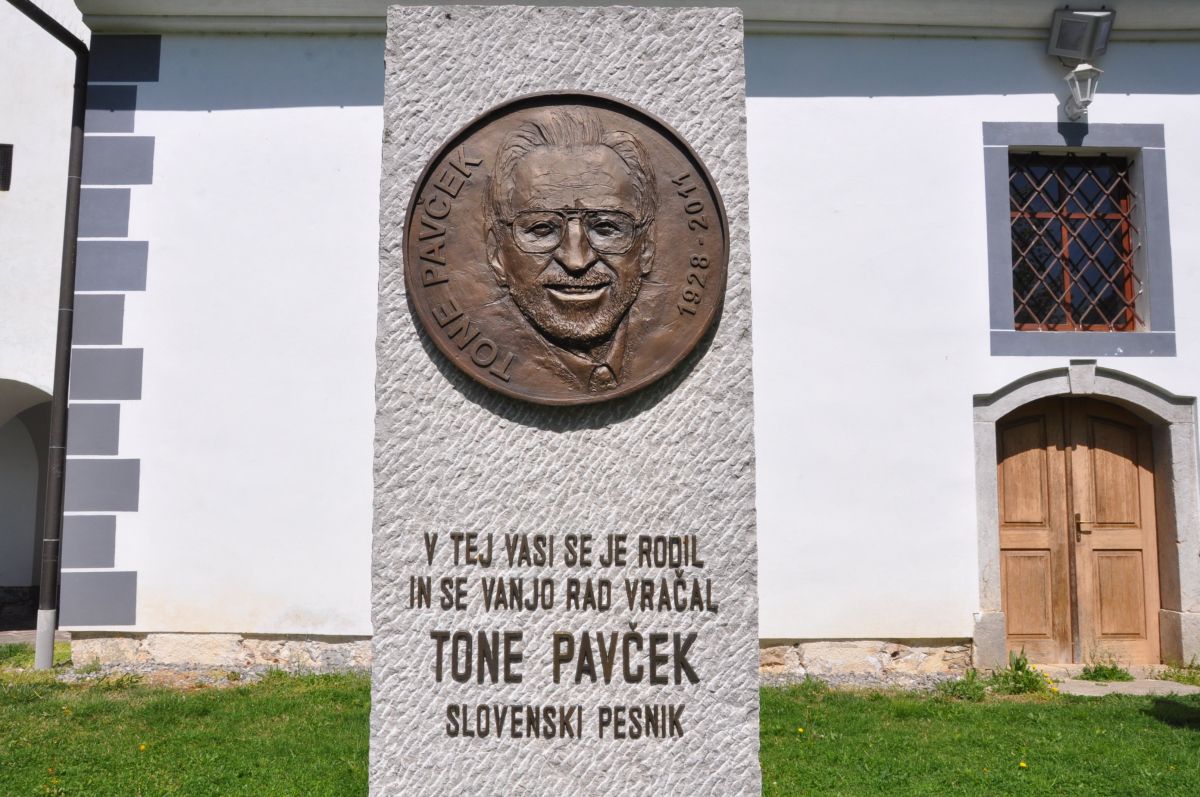 TONE PAVČEK
1928 - 2011
V TEJ VASI SE JE RODIL
IN SE VANJO RAD VRAČAL
TONE PAVČEK
SLOVENSKI PESNIK